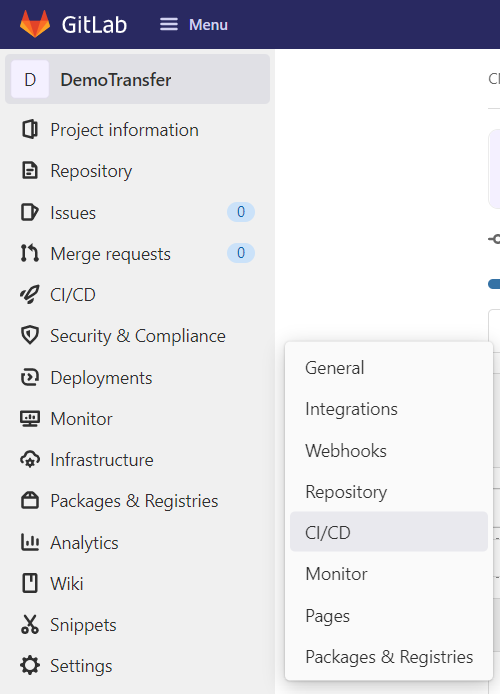 GitLab
Menu
D
DemoTransfer
Project information
Repository
Issues
0
Merge requests
0
CI/CD
Security & Compliance
Deployments
Monitor
Infrastructure
Packages & Registries
Analytics
Wiki
Snippets
Settings
General
Integrations
Webhooks
Repository
CI/CD
Monitor
Pages
Packages & Registries